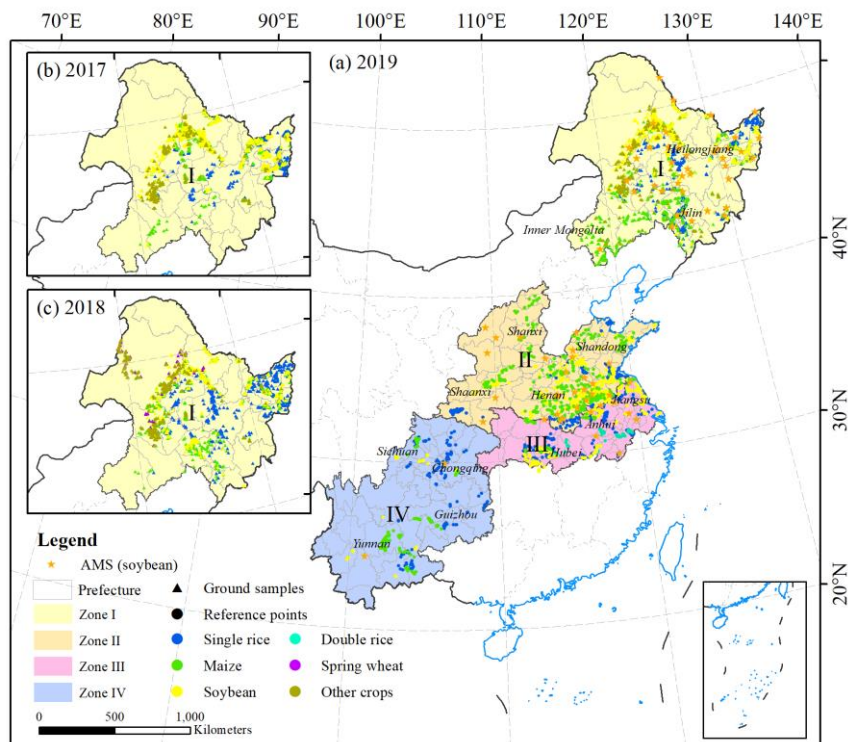 70°E 80°E 90°E 100°E 110°E 120°E 130°E 140°E
(b) 2017
(a) 2019
I
Heilongjiang
I
Jilin
Inner Mongolia
40°N
(c) 2018
I
Shanxi
II
Shandong
Shaanxi
Henan
Jiangsu
30°N
Anhui
III
Hubei
Sichuan
Chongqing
IV
Guizhou
Yunnan
20°N
Legend
AMS (soybean)
Prefecture
Zone I
Zone II
Zone III
Zone IV
Ground samples
Reference points
Single rice
Maize
Soybean
Double rice
Spring wheat
Other crops
0 500 1,000
Kilometers